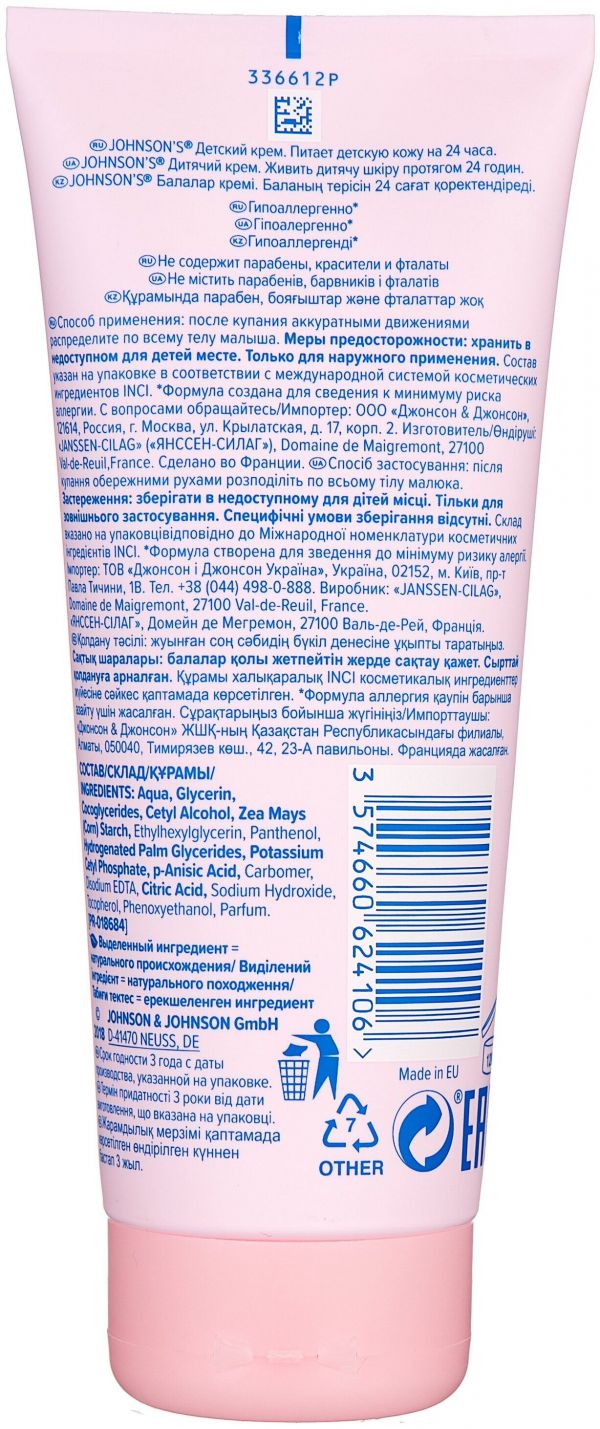 336612P
RU JOHNSON'S® Детский крем. Питает детскую кожу на 24 часа.
UA JOHNSON'S® Дитячий крем. Живить дитячу шкіру протягом 24 годин.
KZ JOHNSON'S® Балалар кремі. Баланың терісін 24 сағат қоректендіреді.
RU Гипоаллергенно*
UA Гіпоалергенно*
KZ Гипоаллергенді*
RU Не содержит парабены, красители и фталаты
UA Не містить парабенів, барвників і фталатів
KZ Құрамында парабен, бояғыштар және фталаттар жоқ
RU Способ применения: после купания аккуратными движениями
распределите по всему телу малыша. Меры предосторожности: хранить в
недоступном для детей месте. Только для наружного применения. Состав
указан на упаковке в соответствии с международной системой косметических
ингредиентов INCI. *Формула создана для сведения к минимуму риска
аллергии. С вопросами обращайтесь/Импортер: ООО «Джонсон & Джонсон»,
121614, Россия, г. Москва, ул. Крылатская, д. 17, корп. 2. Изготовитель/Өндіруші:
«JANSSEN-CILAG» («ЯНССЕН-СИЛАГ»), Domaine de Maigremont, 27100
Val-de-Reuil,France. Сделано во Франции. UA Спосіб застосування: після
купання обережними рухами розподіліть по всьому тілу малюка.
Застереження: зберігати в недоступному для дітей місці. Тільки для
зовнішнього застосування. Специфічні умови зберігання відсутні. Склад
вказано на упаковцівідповідно до Міжнародної номенклатури косметичних
інгредієнтів INCI. *Формула створена для зведення до мінімуму ризику алергії.
Імпортер: ТОВ «Джонсон і Джонсон Україна», Україна, 02152, м. Київ, пр-т
Павла Тичини, 1В. Тел. +38 (044) 498-0-888. Виробник: «JANSSEN-CILAG»,
Domaine de Maigremont, 27100 Val-de-Reuil, France.
«ЯНССЕН-СІЛАГ», Домейн де Мегремон, 27100 Валь-де-Рей, Франція.
KZ Қолдану тәсілі: жуынған соң сәбидің бүкіл денесіне ұқыпты таратыңыз.
Сақтық шаралары: балалар қолы жетпейтін жерде сақтау қажет. Сырттай
қолдануға арналған. Құрамы халықаралық INCI косметикалық ингредиенттер
жүйесіне сәйкес қаптамада көрсетілген. *Формула аллергия қаупін барынша
азайту үшін жасалған. Сұрақтарыңыз бойынша жүгініңіз/Импорттаушы:
«Джонсон & Джонсон» ЖШҚ-ның Қазақстан Республикасындағы филиалы,
Алматы, 050040, Тимирязев көш., 42, 23-А павильоны. Францияда жасалған.
СОСТАВ/СКЛАД/ҚҰРАМЫ/
INGREDIENTS: Aqua, Glycerin,
Cocoglycerides, Cetyl Alcohol, Zea Mays
(Corn) Starch, Ethylhexylglycerin, Panthenol,
Hydrogenated Palm Glycerides, Potassium
Cetyl Phosphate, p-Anisic Acid, Carbomer,
Disodium EDTA, Citric Acid, Sodium Hydroxide,
Tocopherol, Phenoxyethanol, Parfum.
[PR-018684]
Выделенный ингредиент =
натурального происхождения/ Виділений
інгредієнт = натурального походження/
Табиғи тектес = ерекшеленген ингредиент
© JOHNSON & JOHNSON GmbH
2018 D-41470 NEUSS, DE
RU Срок годности 3 года с даты
производства, указанной на упаковке.
UA Термін придатності 3 роки від дати
виготовлення, що вказана на упаковці.
KZ Жарамдылық мерзімі қаптамада
көрсетілген өндірілген күннен
бастап 3 жыл.
3 574660 624106 >
Made in EU
7
OTHER
®